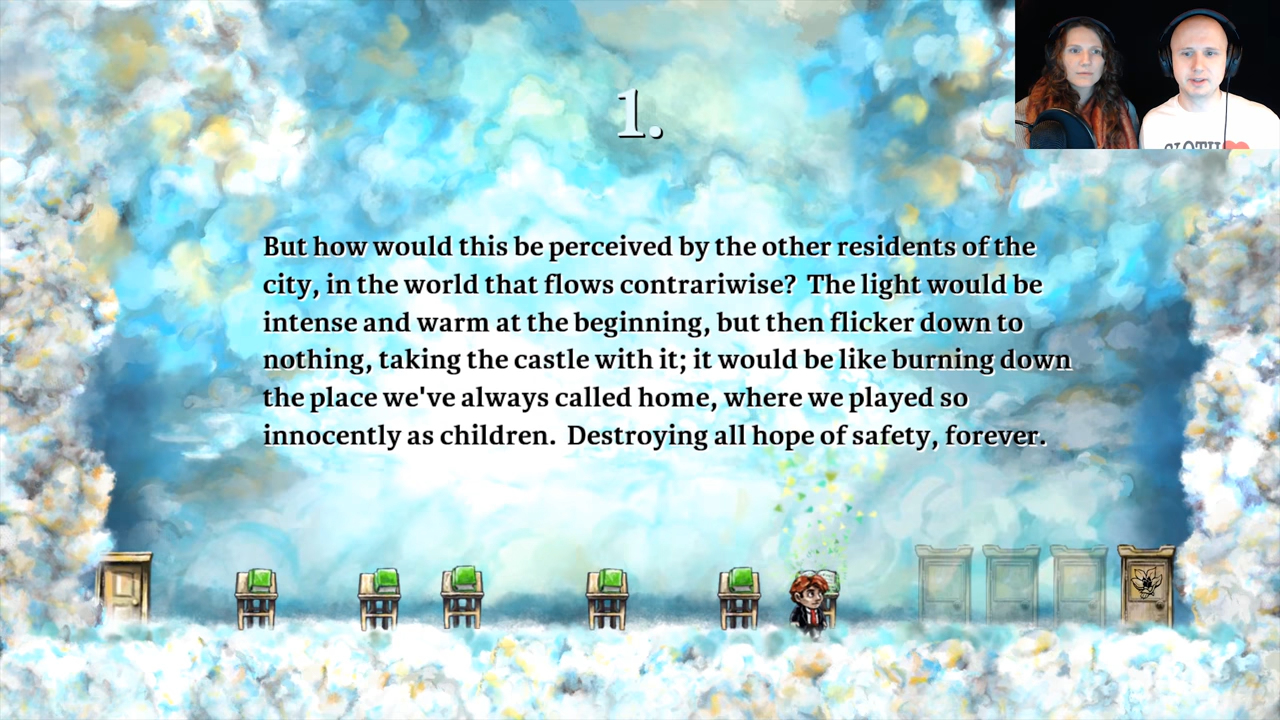 1.
But how would this be perceived by the other residents of the
city, in the world that flows contrariwise?  The light would be
intense and warm at the beginning, but then flicker down to
nothing, taking the castle with it; it would be like burning down
the place we've always called home, where we played so
innocently as children.  Destroying all hope of safety, forever.